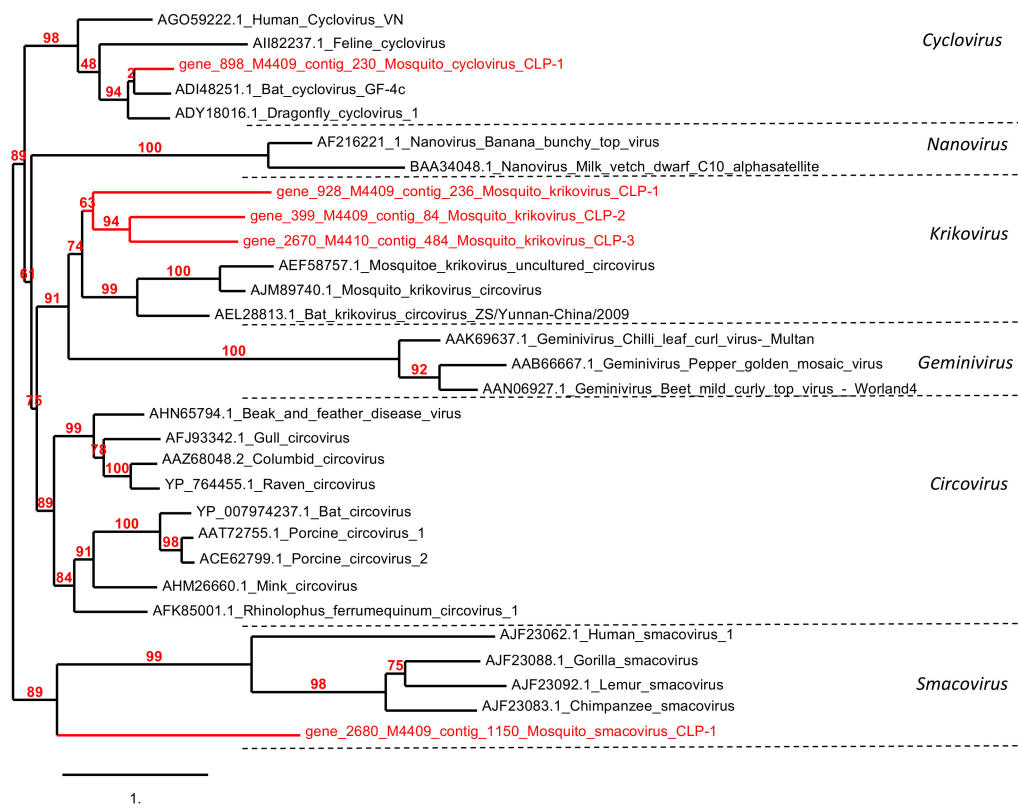 AGO59222.1_Human_Cyclovirus_VN
98
AII82237.1_Feline_cyclovirus
Cyclovirus
48
gene_898_M4409_contig_230_Mosquito_cyclovirus_CLP-1
2
94
ADI48251.1_Bat_cyclovirus_GF-4c
ADY18016.1_Dragonfly_cyclovirus_1
89
100
AF216221_1_Nanovirus_Banana_bunchy_top_virus
Nanovirus
BAA34048.1_Nanovirus_Milk_vetch_dwarf_C10_alphasatellite
63
gene_928_M4409_contig_236_Mosquito_krikovirus_CLP-1
94
gene_399_M4409_contig_84_Mosquito_krikovirus_CLP-2
Krikovirus
gene_2670_M4410_contig_484_Mosquito_krikovirus_CLP-3
74
61
100
AEF58757.1_Mosquitoe_krikovirus_uncultured_circovirus
99
AJM89740.1_Mosquito_krikovirus_circovirus
91
AEL28813.1_Bat_krikovirus_circovirus_ZS/Yunnan-China/2009
100
AAK69637.1_Geminivirus_Chilli_leaf_curl_virus-_Multan
92
AAB66667.1_Geminivirus_Pepper_golden_mosaic_virus
Geminivirus
AAN06927.1_Geminivirus_Beet_mild_curly_top_virus_-_Worland4
75
99
AHN65794.1_Beak_and_feather_disease_virus
78
AFJ93342.1_Gull_circovirus
100
AAZ68048.2_Columbid_circovirus
YP_764455.1_Raven_circovirus
Circovirus
89
100
YP_007974237.1_Bat_circovirus
98
AAT72755.1_Porcine_circovirus_1
91
ACE62799.1_Porcine_circovirus_2
84
AHM26660.1_Mink_circovirus
AFK85001.1_Rhinolophus_ferrumequinum_circovirus_1
99
AJF23062.1_Human_smacovirus_1
75
AJF23088.1_Gorilla_smacovirus
98
AJF23092.1_Lemur_smacovirus
Smacovirus
89
AJF23083.1_Chimpanzee_smacovirus
gene_2680_M4409_contig_1150_Mosquito_smacovirus_CLP-1
1.